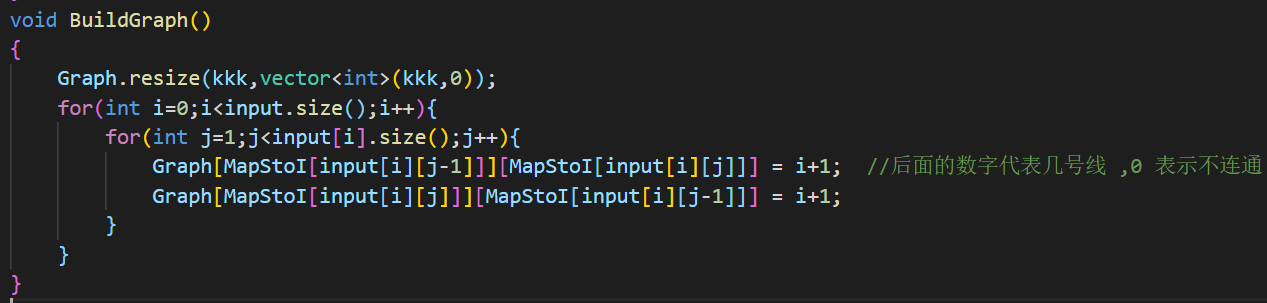 void BuildGraph()
{
    Graph.resize(kkk,vector<int>(kkk,0));
    for(int i=0;i<input.size();i++){
        for(int j=1;j<input[i].size();j++){
            Graph[MapStoI[input[i][j-1]]][MapStoI[input[i][j]]] = i+1;  //后面的数字代表几号线 ,0 表示不连通
            Graph[MapStoI[input[i][j]]][MapStoI[input[i][j-1]]] = i+1;
        }
    }
}